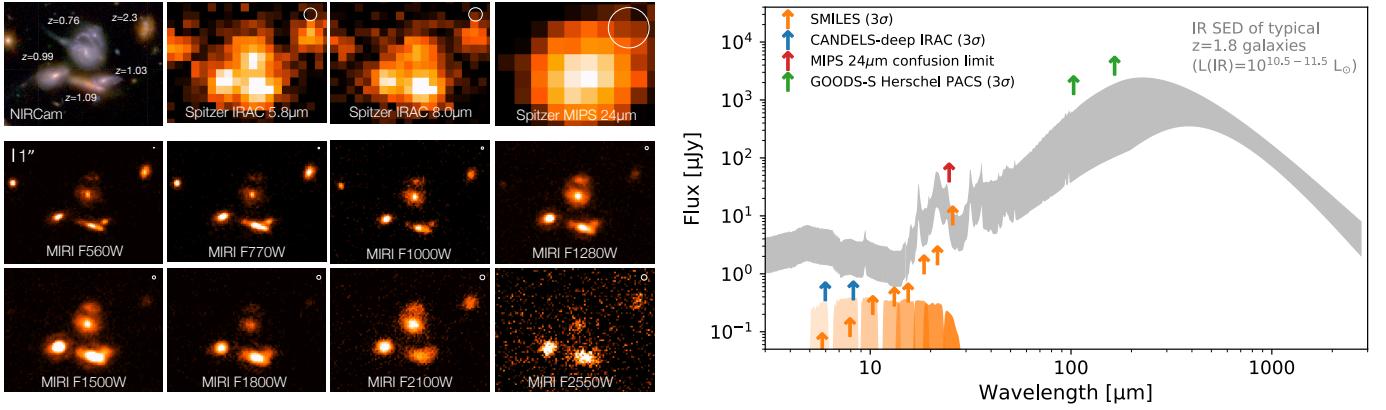 z=0.76
z=2.3
z=0.99
z=1.03
z=1.09
NIRCam
Spitzer IRAC 5.8μm
Spitzer IRAC 8.0μm
Spitzer MIPS 24μm
1"
MIRI F560W
MIRI F770W
MIRI F1000W
MIRI F1280W
MIRI F1500W
MIRI F1800W
MIRI F2100W
MIRI F2550W
SMILES (3σ)
CANDELS-deep IRAC (3σ)
MIPS 24μm confusion limit
GOODS-S Herschel PACS (3σ)
IR SED of typical
z=1.8 galaxies
(L(IR)=10^{10.5−11.5} L_⊙)
Flux [μJy]
10^4
10^3
10^2
10^1
10^0
10^{−1}
10
100
1000
Wavelength [μm]